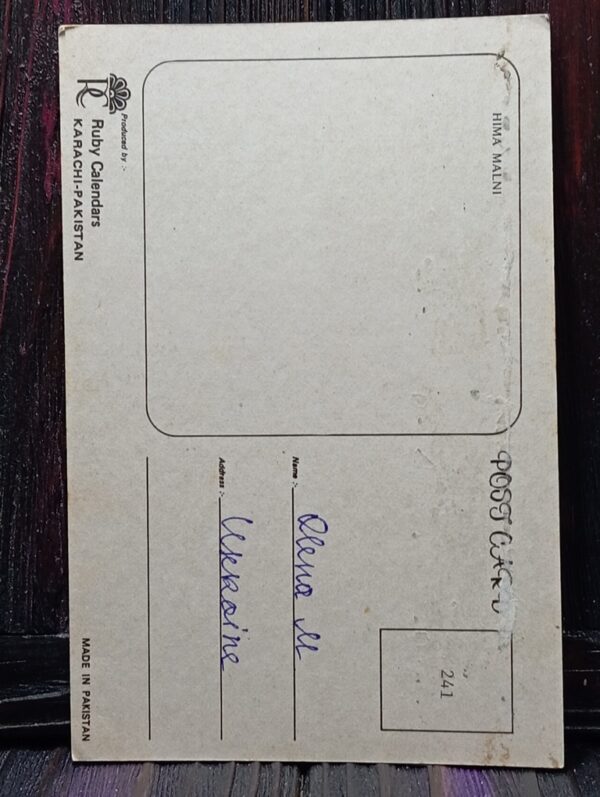 HIMA MALNI
POST CARD
241
Name :-
Olena M
Address :-
Ukraine
Produced by :-
Ruby Calendars
KARACHI-PAKISTAN
MADE IN PAKISTAN